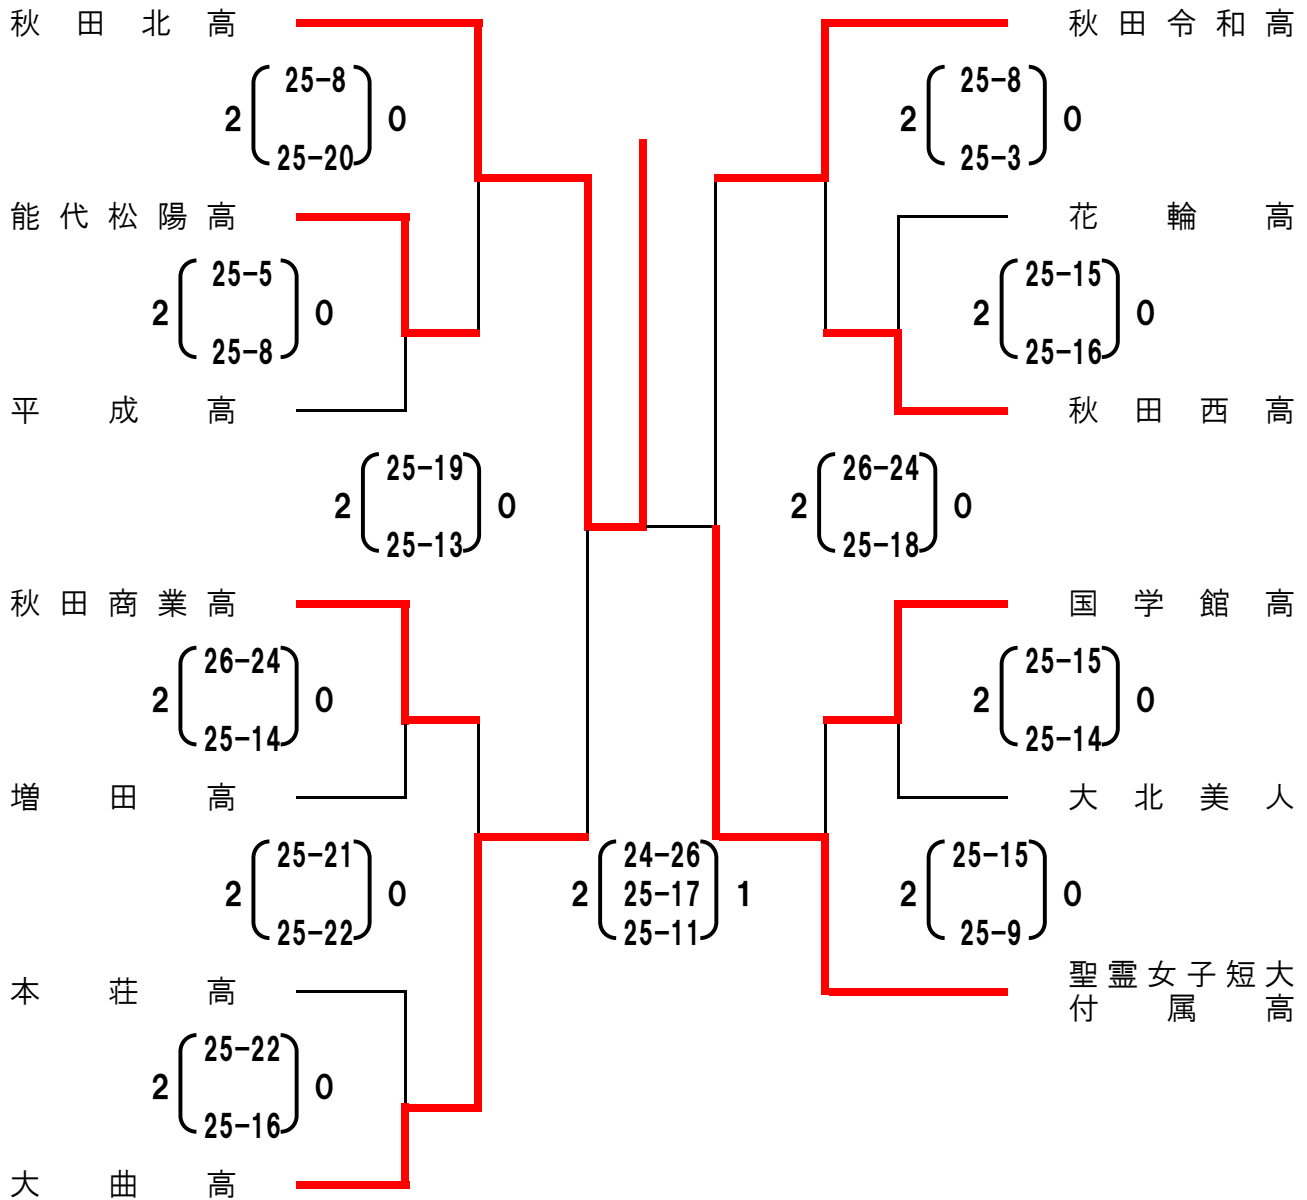 秋田北高
秋田令和高
25-8
2 0
25-20
25-8
2 0
25-3
能代松陽高
花輪高
25-5
2 0
25-8
25-15
2 0
25-16
平成高
秋田西高
25-19
2 0
25-13
26-24
2 0
25-18
秋田商業高
国学館高
26-24
2 0
25-14
25-15
2 0
25-14
増田高
大北美人
25-21
2 0
25-22
24-26
2 25-17 1
25-11
25-15
2 0
25-9
本荘高
聖霊女子短大
付属高
25-22
2 0
25-16
大曲高